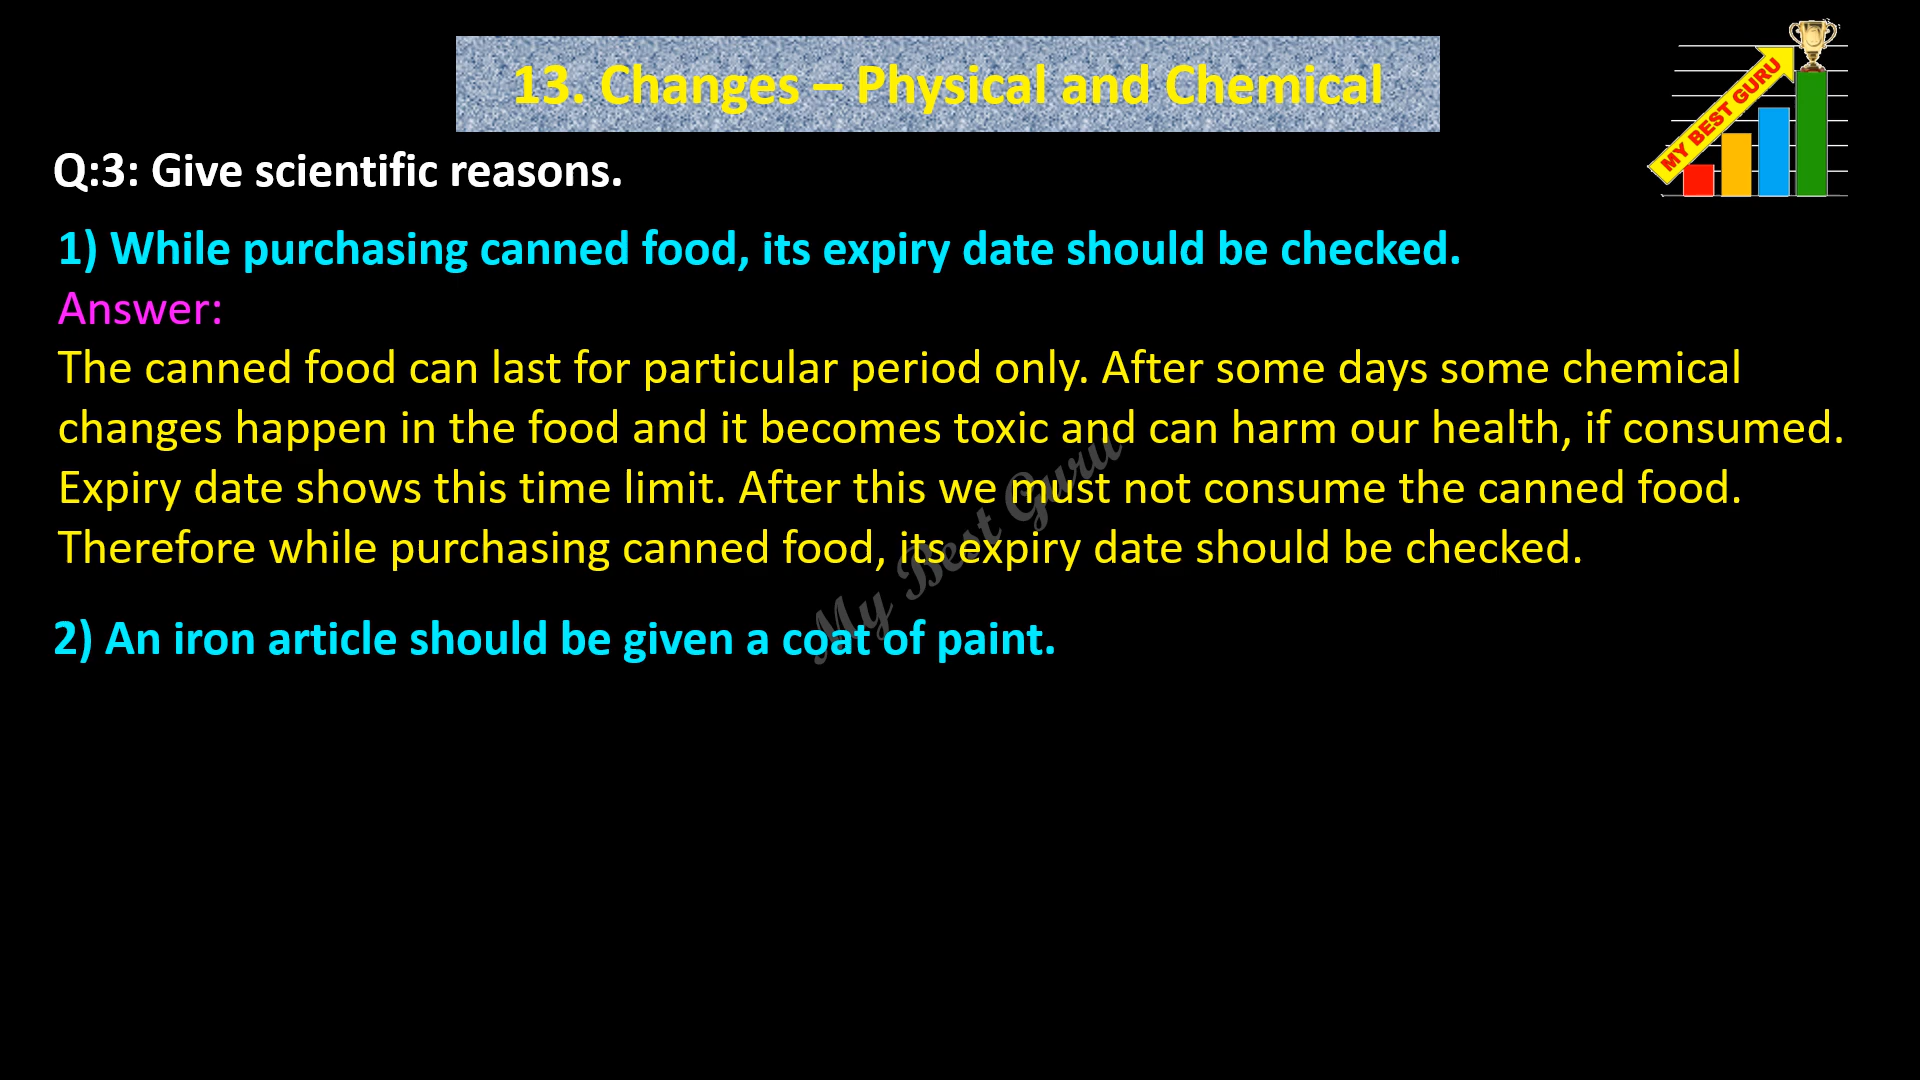 13. Changes – Physical and Chemical
MY BEST GURU
Q:3: Give scientific reasons.
1) While purchasing canned food, its expiry date should be checked.
Answer:
The canned food can last for particular period only. After some days some chemical
changes happen in the food and it becomes toxic and can harm our health, if consumed.
Expiry date shows this time limit. After this we must not consume the canned food.
Therefore while purchasing canned food, its expiry date should be checked.
My Best Guru
2) An iron article should be given a coat of paint.